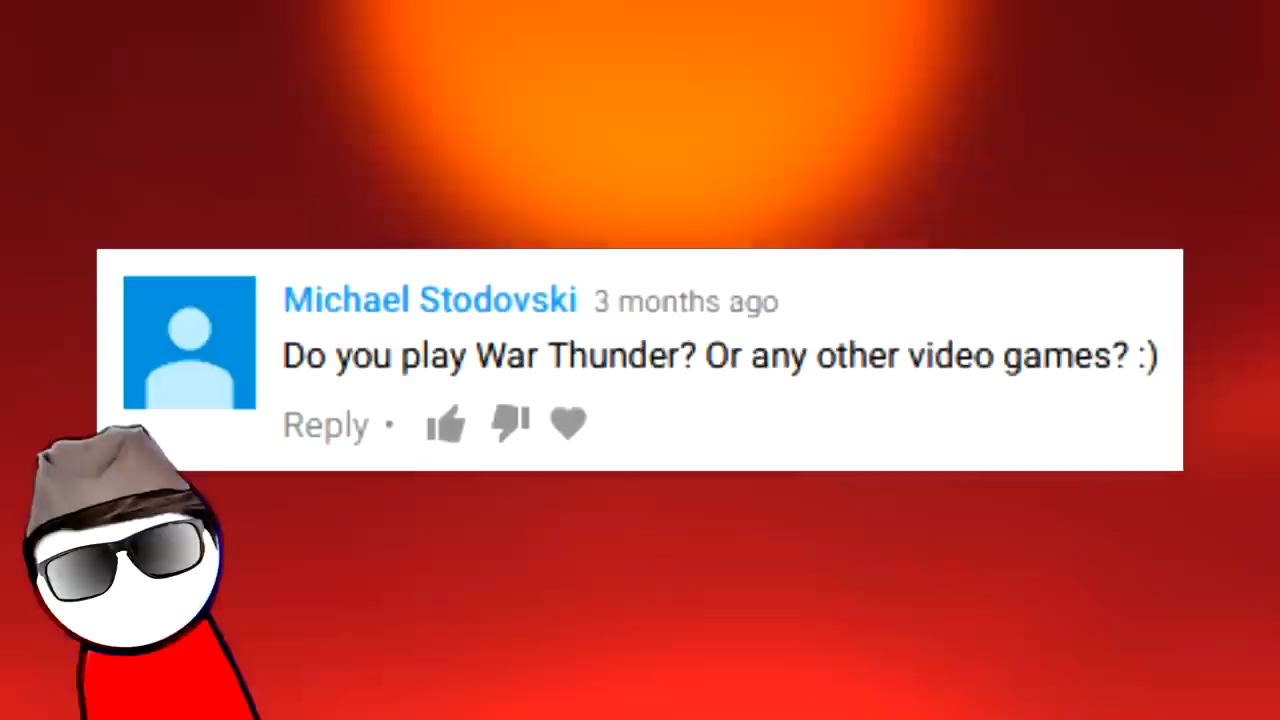 Michael Stodovski 3 months ago
Do you play War Thunder? Or any other video games? :)
Reply •